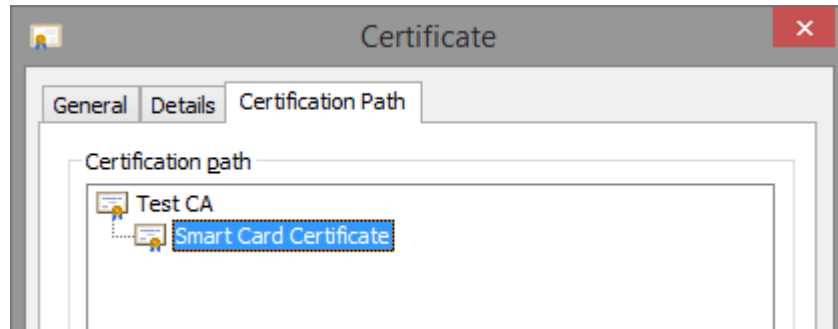 Certificate
General Details Certification Path
Certification path
Test CA
Smart Card Certificate